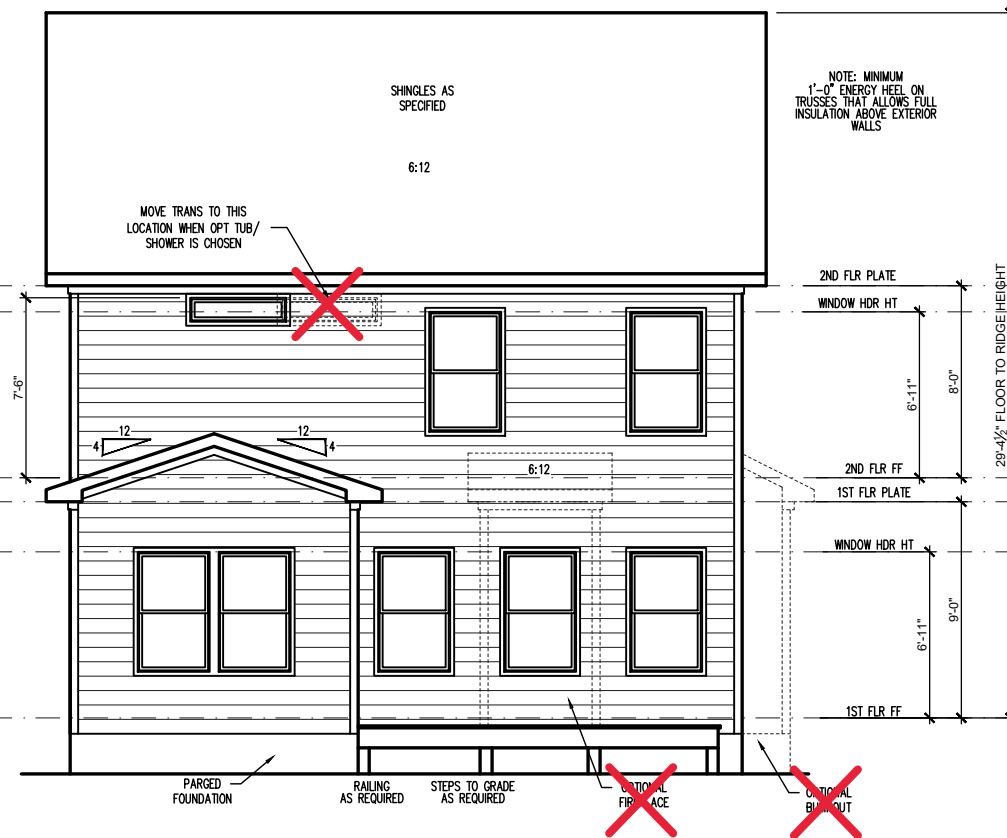 SHINGLES AS
SPECIFIED
6:12
NOTE: MINIMUM
1'-0" ENERGY HEEL ON
TRUSSES THAT ALLOWS FULL
INSULATION ABOVE EXTERIOR
WALLS
MOVE TRANS TO THIS
LOCATION WHEN OPT TUB/
SHOWER IS CHOSEN
2ND FLR PLATE
WINDOW HDR HT
7'-6"
6'-11"
8'-0"
29'-4½" FLOOR TO RIDGE HEIGHT
12
4
12
4
6:12
2ND FLR FF
1ST FLR PLATE
WINDOW HDR HT
6'-11"
9'-0"
1ST FLR FF
PARGED
FOUNDATION
RAILING
AS REQUIRED
STEPS TO GRADE
AS REQUIRED
OPTIONAL
FIREPLACE
OPTIONAL
BUMPOUT